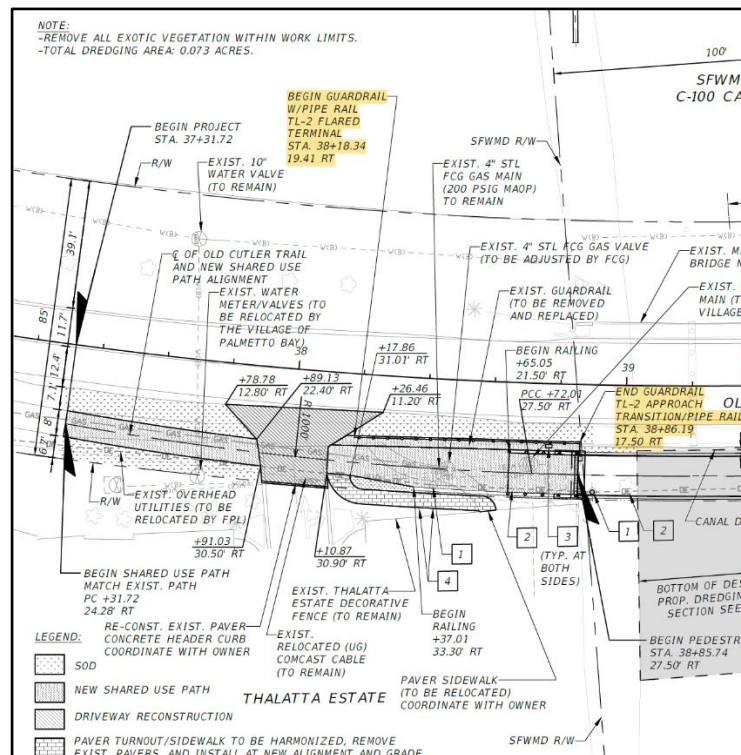 NOTE:
-REMOVE ALL EXOTIC VEGETATION WITHIN WORK LIMITS.
-TOTAL DREDGING AREA: 0.073 ACRES.
100'
SFWM
C-100 CA
BEGIN GUARDRAIL
W/PIPE RAIL
TL-2 FLARED
TERMINAL
STA. 38+18.34
19.41 RT
BEGIN PROJECT
STA. 37+31.72
R/W
EXIST. 10"
WATER VALVE
(TO REMAIN)
SFWMD R/W
EXIST. 4" STL
FCG GAS MAIN
(200 PSIG MAOP)
TO REMAIN
W(B)
W(B)
W(B)
W(B)
W(B)
W(B)
39.1'
85'
11.7'
12.4'
7.1'
8'
℄ OF OLD CUTLER TRAIL
AND NEW SHARED USE
PATH ALIGNMENT
EXIST. 4" STL FCG GAS VALVE
(TO BE ADJUSTED BY FCG)
EXIST. M
BRIDGE N
EXIST. WATER
METER/VALVES (TO
BE RELOCATED BY
THE VILLAGE OF
PALMETTO BAY)
EXIST. GUARDRAIL
(TO BE REMOVED
AND REPLACED)
EXIST.
MAIN (T
VILLAGE
38
+17.86
31.01' RT
BEGIN RAILING
+65.05
21.50' RT
39
+78.78
12.80' RT
+89.13
22.40' RT
+26.46
11.20' RT
PCC +72.01
27.50' RT
END GUARDRAIL
TL-2 APPROACH
TRANSITION/PIPE RAIL
STA. 38+86.19
17.50 RT
OL
GAS
GAS
GAS
GAS
GAS
DE
DE
DE
DE
R/W
EXIST. OVERHEAD
UTILITIES (TO BE
RELOCATED BY FPL)
+91.03
30.50' RT
+10.87
30.90' RT
1
2
3
(TYP. AT
BOTH
SIDES)
1
2
CANAL D
4
BEGIN SHARED USE PATH
MATCH EXIST. PATH
PC +31.72
24.28' RT
EXIST. THALATTA
ESTATE DECORATIVE
FENCE (TO REMAIN)
BOTTOM OF DES
PROP. DREDGIN
SECTION SEE
BEGIN
RAILING
+37.01
33.30' RT
RE-CONST. EXIST. PAVER
CONCRETE HEADER CURB
COORDINATE WITH OWNER
EXIST.
RELOCATED (UG)
COMCAST CABLE
(TO REMAIN)
BEGIN PEDESTR
STA. 38+85.74
27.50' RT
PAVER SIDEWALK
(TO BE RELOCATED)
COORDINATE WITH OWNER
LEGEND:
SOD
NEW SHARED USE PATH
DRIVEWAY RECONSTRUCTION
PAVER TURNOUT/SIDEWALK TO BE HARMONIZED, REMOVE
EXIST. PAVERS, AND INSTALL AT NEW ALIGNMENT AND GRADE
THALATTA ESTATE
SFWMD R/W